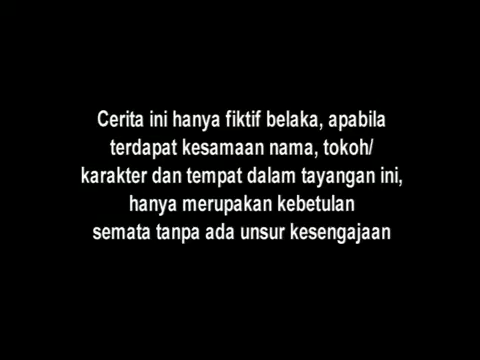 Cerita ini hanya fiktif belaka, apabila
terdapat kesamaan nama, tokoh/
karakter dan tempat dalam tayangan ini,
hanya merupakan kebetulan
semata tanpa ada unsur kesengajaan